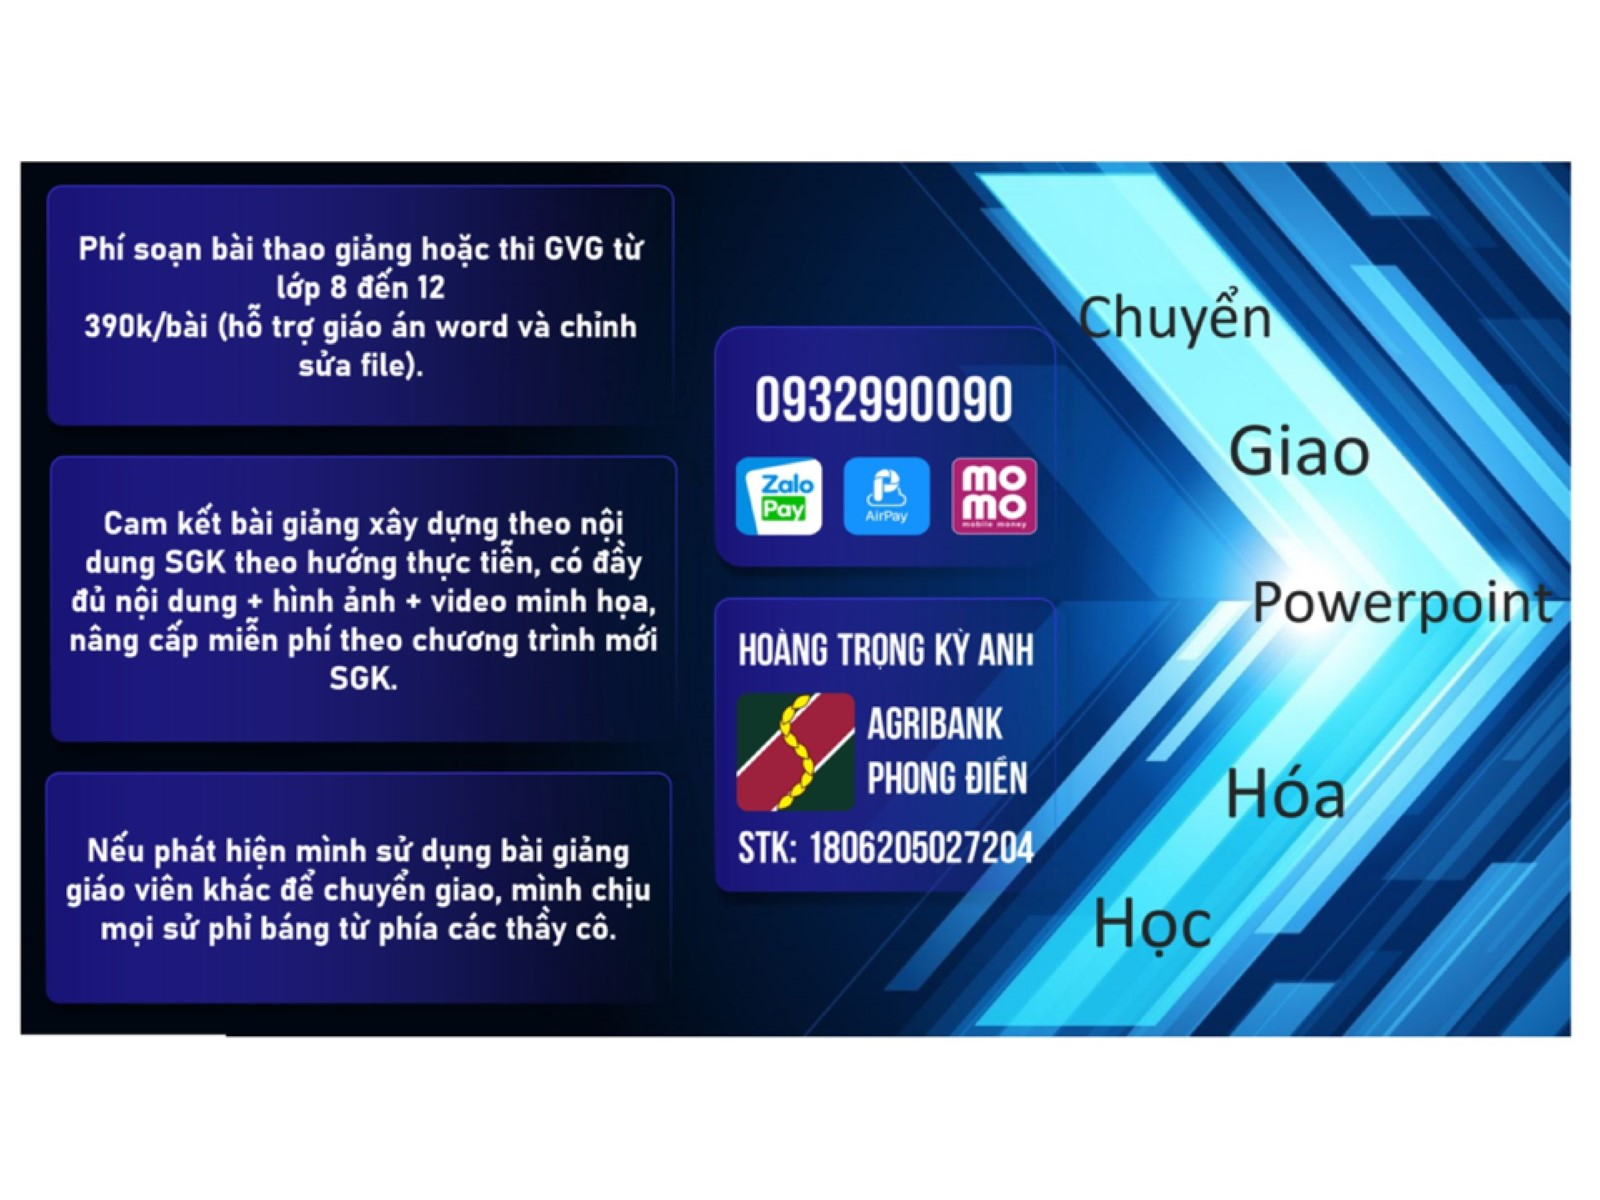 Phí soạn bài thao giảng hoặc thi GVG từ
lớp 8 đến 12
390k/bài (hỗ trợ giáo án word và chỉnh
sửa file).
Cam kết bài giảng xây dựng theo nội
dung SGK theo hướng thực tiễn, có đầy
đủ nội dung + hình ảnh + video minh họa,
nâng cấp miễn phí theo chương trình mới
SGK.
Nếu phát hiện mình sử dụng bài giảng
giáo viên khác để chuyển giao, mình chịu
mọi sử phỉ báng từ phía các thầy cô.
0932990090
Zalo
Pay
AirPay
mo
mo
mobile money
HOÀNG TRỌNG KỲ ANH
AGRIBANK
PHONG ĐIỀN
STK: 1806205027204
Chuyển
Giao
Powerpoint
Hóa
Học